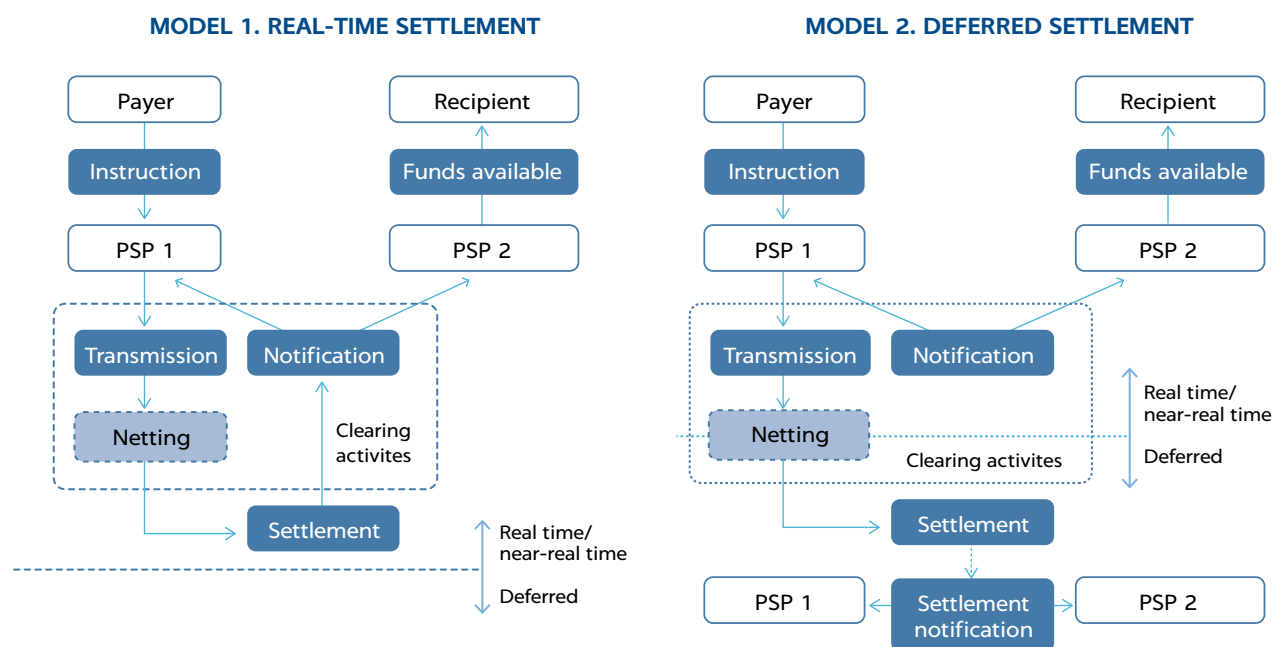 MODEL 1. REAL-TIME SETTLEMENT
Payer
Recipient
Instruction
Funds available
PSP 1
PSP 2
Transmission
Notification
Netting
Clearing
activites
Settlement
Real time/
near-real time
Deferred
MODEL 2. DEFERRED SETTLEMENT
Payer
Recipient
Instruction
Funds available
PSP 1
PSP 2
Transmission
Notification
Netting
Real time/
near-real time
Clearing activites
Deferred
Settlement
PSP 1
Settlement
notification
PSP 2